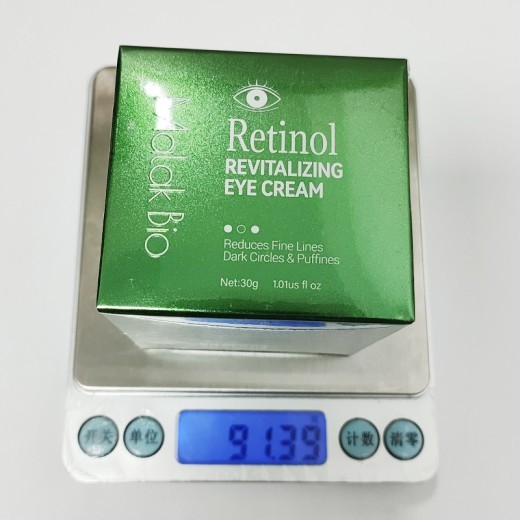 Matak Bio
Retinol
REVITALIZING
EYE CREAM
Reduces Fine Lines
Dark Circles & Puffines
Net:30g 1.01us fl oz
91.39
开关 单位 计数 清零